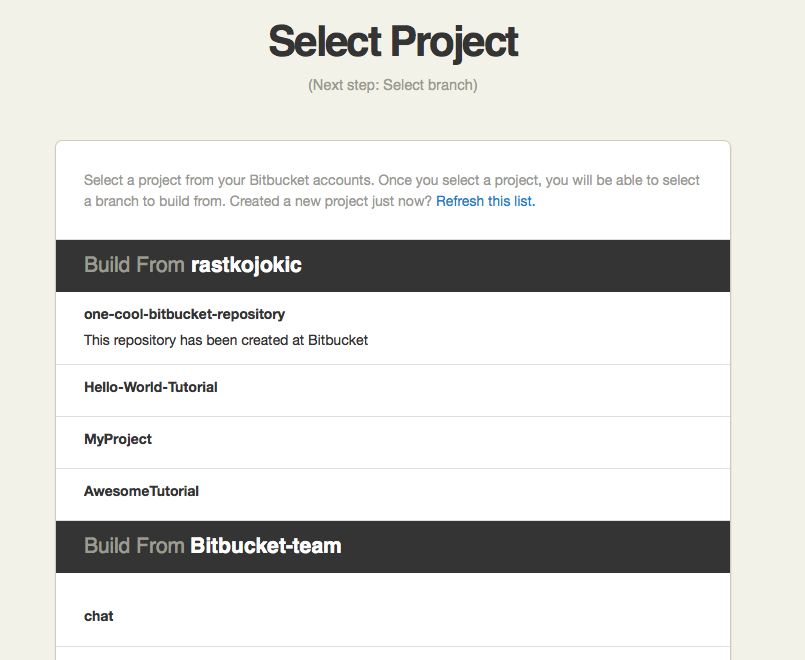 Select Project
(Next step: Select branch)
Select a project from your Bitbucket accounts. Once you select a project, you will be able to select
a branch to build from. Created a new project just now? Refresh this list.
Build From rastkojokic
one-cool-bitbucket-repository
This repository has been created at Bitbucket
Hello-World-Tutorial
MyProject
AwesomeTutorial
Build From Bitbucket-team
chat